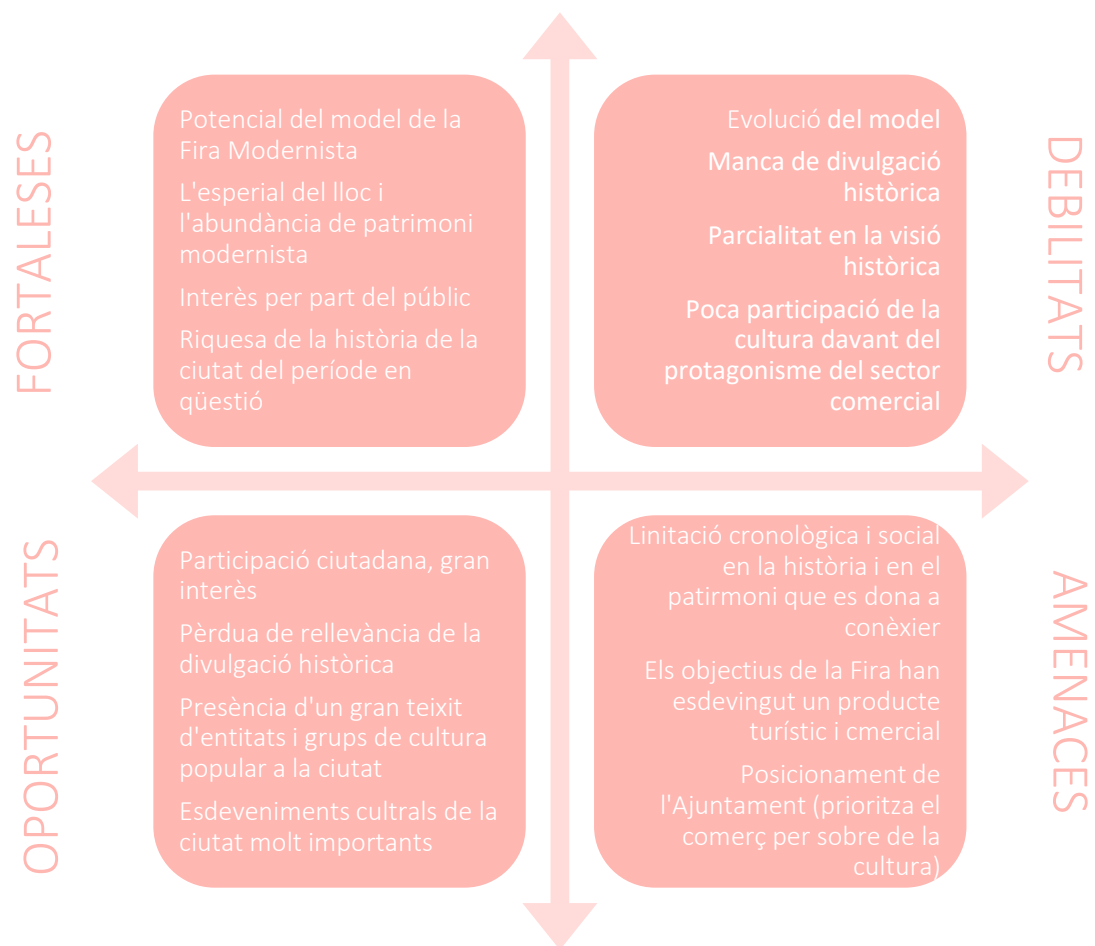 FORTALESES
Potencial del model de la
Fira Modernista
L'esperial del lloc i
l'abundància de patrimoni
modernista
Interès per part del públic
Riquesa de la història de la
ciutat del període en
qüestió
DEBILITATS
Evolució del model
Manca de divulgació
històrica
Parcialitat en la visió
històrica
Poca participació de la
cultura davant del
protagonisme del sector
comercial
OPORTUNITATS
Participació ciutadana, gran
interès
Pèrdua de rellevància de la
divulgació històrica
Presència d'un gran teixit
d'entitats i grups de cultura
popular a la ciutat
Esdeveniments cultrals de la
ciutat molt importants
AMENACES
Linitació cronològica i social
en la història i en el
patirmoni que es dona a
conèxier
Els objectius de la Fira han
esdevingut un producte
turístic i cmercial
Posicionament de
l'Ajuntament (prioritza el
comerç per sobre de la
cultura)